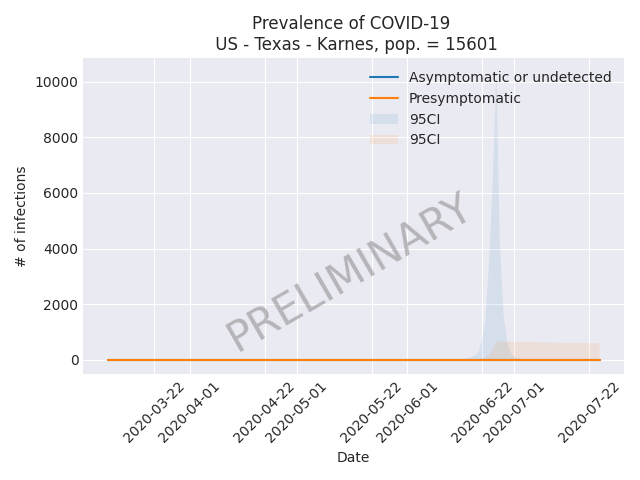 Prevalence of COVID-19
US - Texas - Karnes, pop. = 15601
Asymptomatic or undetected
Presymptomatic
95CI
95CI
10000
8000
6000
4000
2000
0
# of infections
PRELIMINARY
2020-03-22
2020-04-01
2020-04-22
2020-05-01
2020-05-22
2020-06-01
2020-06-22
2020-07-01
2020-07-22
Date